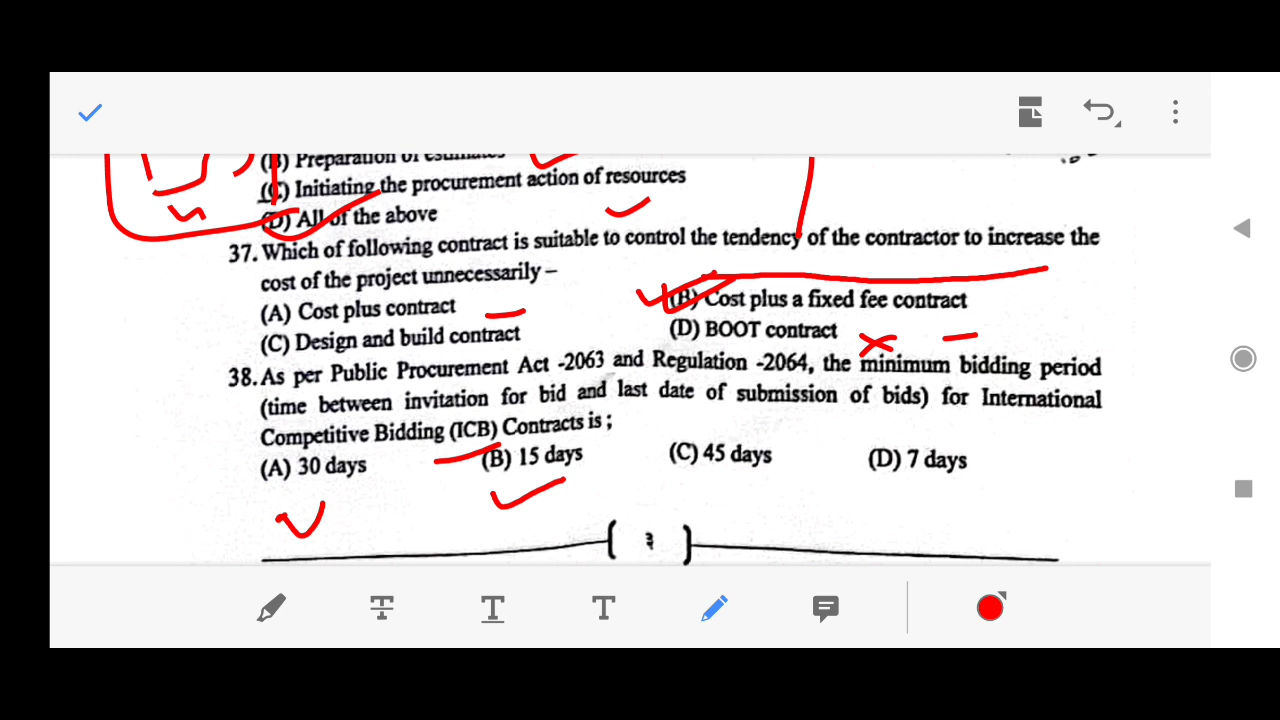 (B) Preparation of estimates
(C) Initiating the procurement action of resources
(D) All of the above
37. Which of following contract is suitable to control the tendency of the contractor to increase the
cost of the project unnecessarily –
(A) Cost plus contract (B) Cost plus a fixed fee contract
(C) Design and build contract (D) BOOT contract
38. As per Public Procurement Act -2063 and Regulation -2064, the minimum bidding period
(time between invitation for bid and last date of submission of bids) for International
Competitive Bidding (ICB) Contracts is ;
(A) 30 days (B) 15 days (C) 45 days (D) 7 days
३